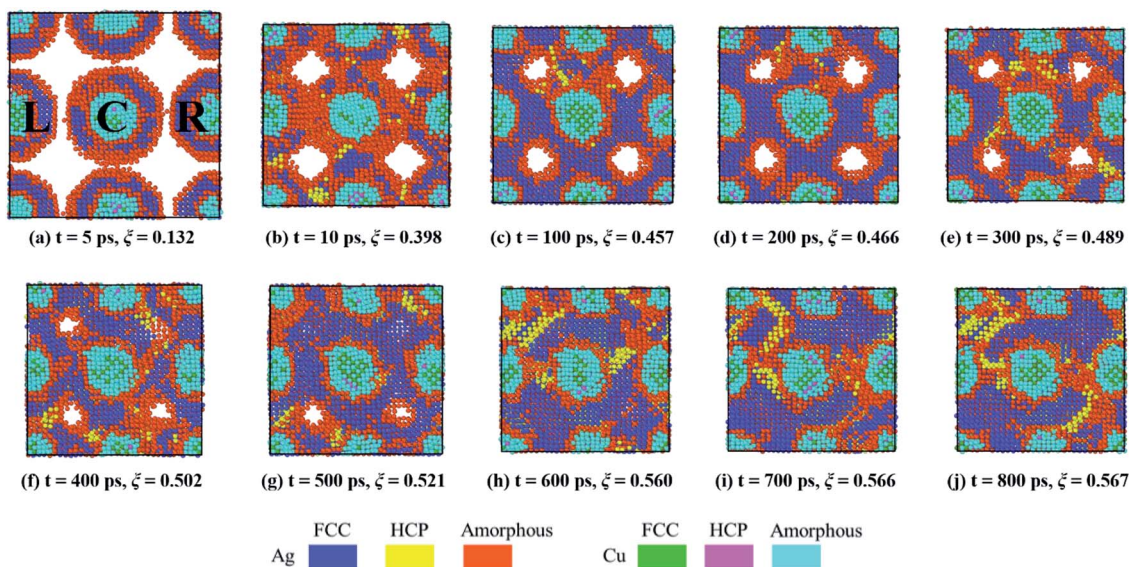 L C R
(a) t = 5 ps, ξ = 0.132
(b) t = 10 ps, ξ = 0.398
(c) t = 100 ps, ξ = 0.457
(d) t = 200 ps, ξ = 0.466
(e) t = 300 ps, ξ = 0.489
(f) t = 400 ps, ξ = 0.502
(g) t = 500 ps, ξ = 0.521
(h) t = 600 ps, ξ = 0.560
(i) t = 700 ps, ξ = 0.566
(j) t = 800 ps, ξ = 0.567
FCC HCP Amorphous FCC HCP Amorphous
Ag Cu